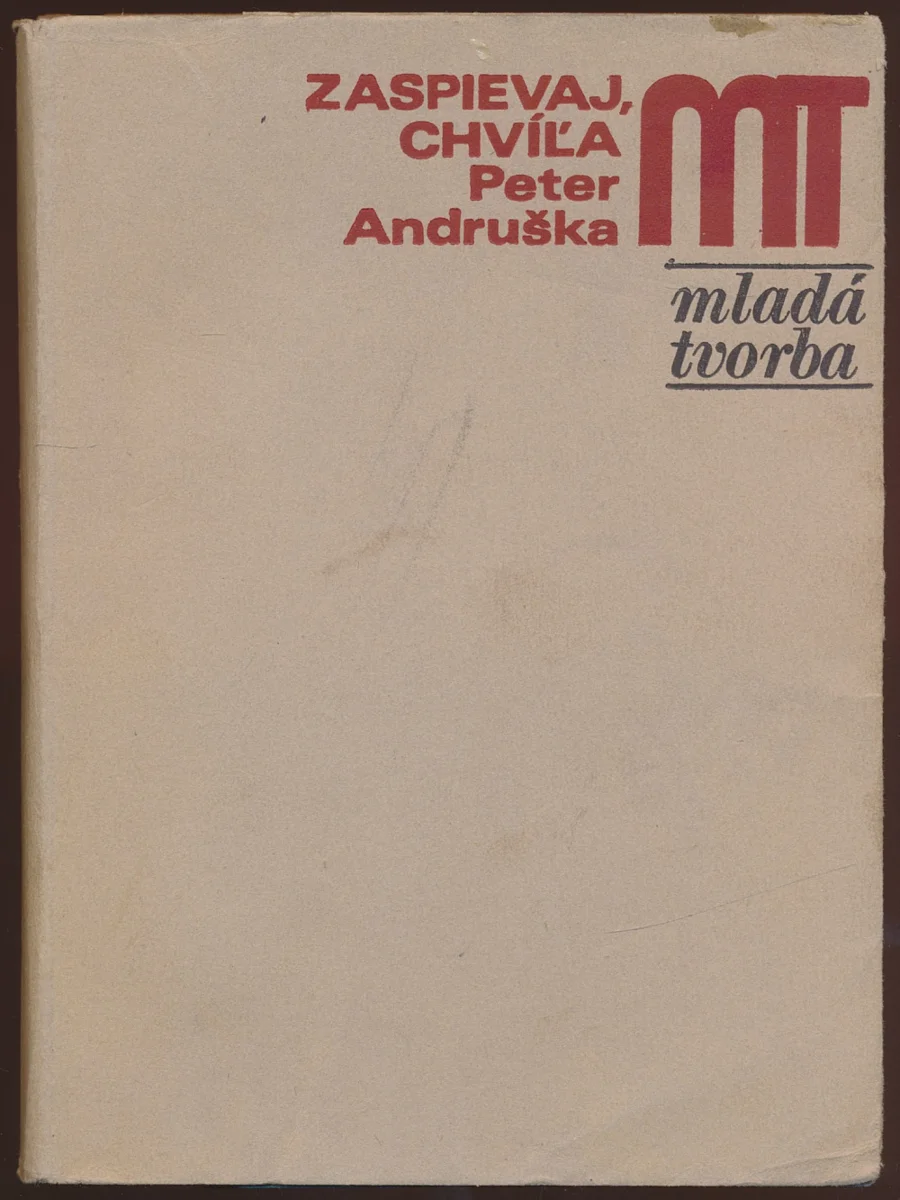 ZASPIEVAJ,
CHVÍĽA
Peter
Andruška
MT
mladá
tvorba